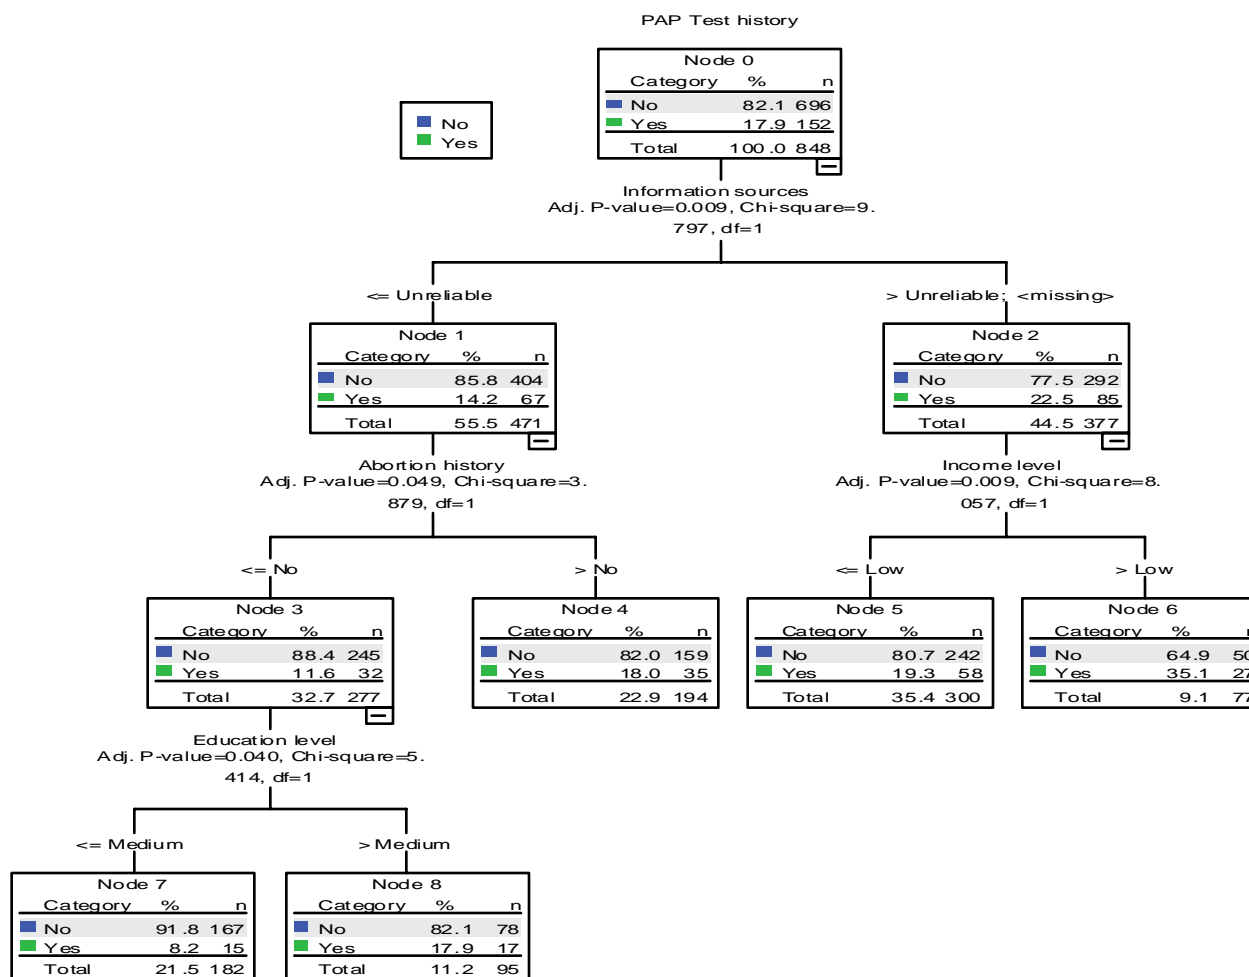 PAP Test history
No
Yes
Node 0
Category % n
No 82.1 696
Yes 17.9 152
Total 100.0 848
Information sources
Adj. P-value=0.009, Chi-square=9.
797, df=1
<= Unreliable
> Unreliable; <missing>
Node 1
Category % n
No 85.8 404
Yes 14.2 67
Total 55.5 471
Node 2
Category % n
No 77.5 292
Yes 22.5 85
Total 44.5 377
Abortion history
Adj. P-value=0.049, Chi-square=3.
879, df=1
Income level
Adj. P-value=0.009, Chi-square=8.
057, df=1
<= No
> No
<= Low
> Low
Node 3
Category % n
No 88.4 245
Yes 11.6 32
Total 32.7 277
Node 4
Category % n
No 82.0 159
Yes 18.0 35
Total 22.9 194
Node 5
Category % n
No 80.7 242
Yes 19.3 58
Total 35.4 300
Node 6
Category % n
No 64.9 50
Yes 35.1 27
Total 9.1 77
Education level
Adj. P-value=0.040, Chi-square=5.
414, df=1
<= Medium
> Medium
Node 7
Category % n
No 91.8 167
Yes 8.2 15
Total 21.5 182
Node 8
Category % n
No 82.1 78
Yes 17.9 17
Total 11.2 95